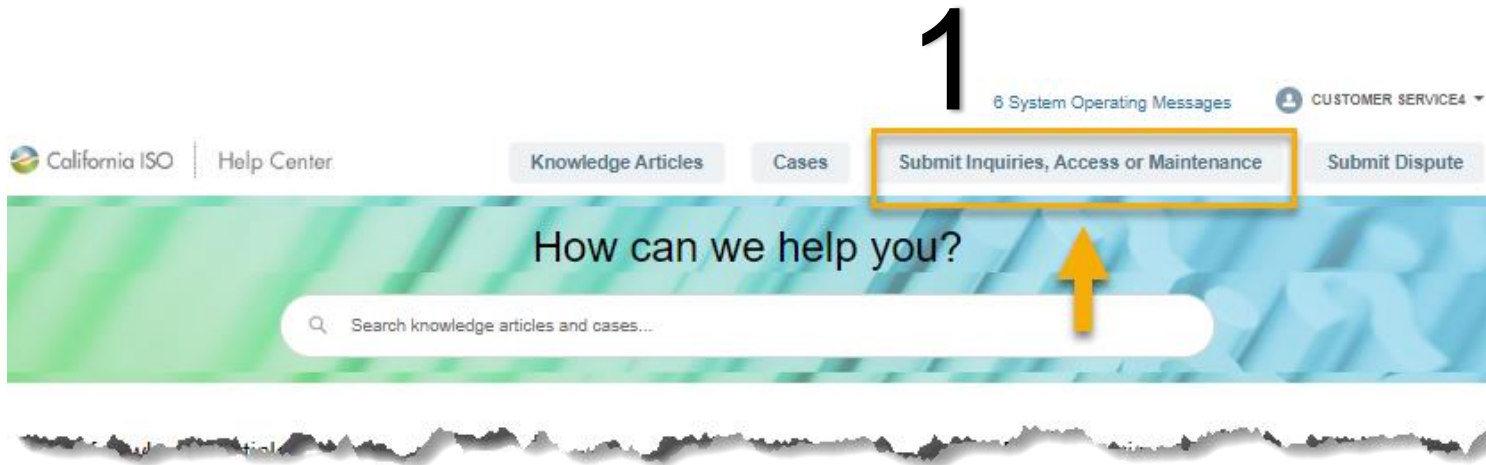 1
6 System Operating Messages
CUSTOMER SERVICE4
California ISO
Help Center
Knowledge Articles
Cases
Submit Inquiries, Access or Maintenance
Submit Dispute
How can we help you?
Search knowledge articles and cases...